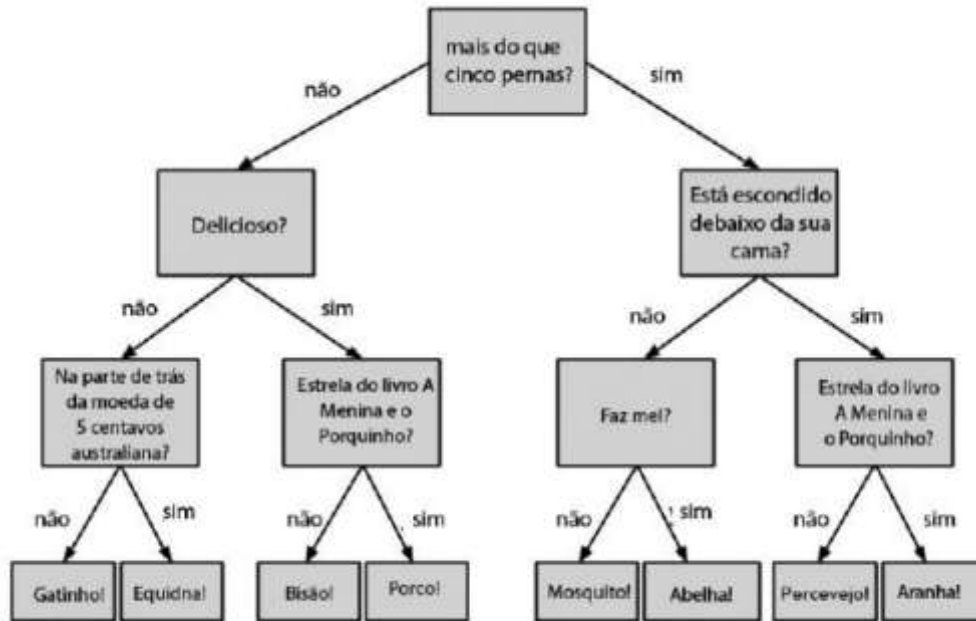 mais do que
cinco pernas?
não
sim
Delicioso?
Está escondido
debaixo da sua
cama?
não
sim
não
sim
Na parte de trás
da moeda de
5 centavos
australiana?
Estrela do livro A
Menina e o
Porquinho?
Faz mel?
Estrela do livro
A Menina e
o Porquinho?
não
sim
não
sim
não
sim
não
sim
Gatinho!
Equidna!
Bisão!
Porco!
Mosquito!
Abelha!
Percevejo!
Aranha!